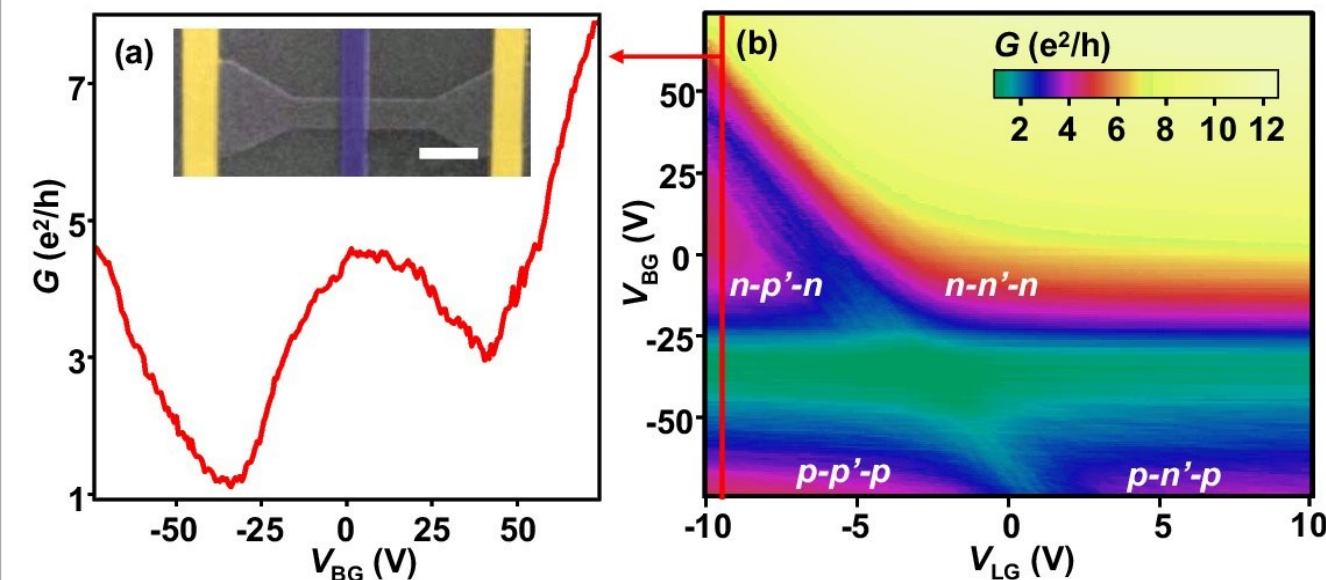 (a)
G (e²/h)
7
5
3
1
-50 -25 0 25 50
V_BG (V)
(b)
G (e²/h)
2 4 6 8 10 12
V_BG (V)
50
25
0
-25
-50
n-p’-n
n-n’-n
p-p’-p
p-n’-p
-10 -5 0 5 10
V_LG (V)